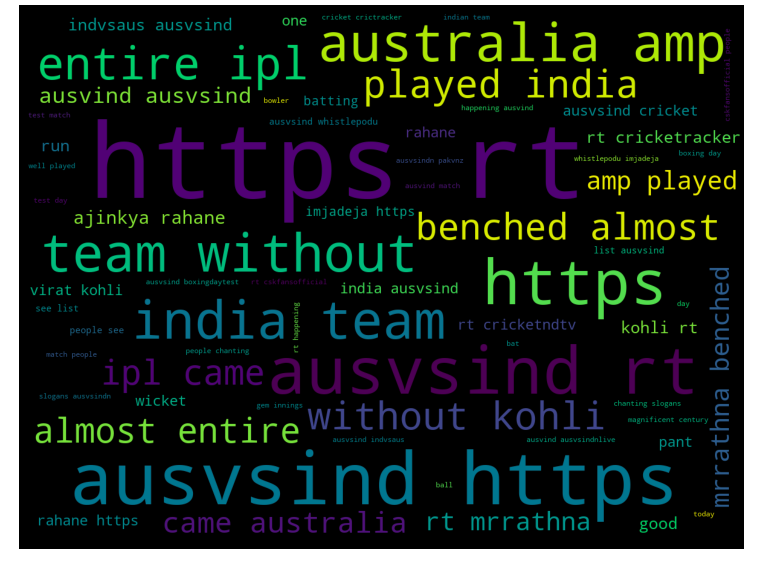 indvsaus ausvsind
one
cricket crictracker
indian team
entire ipl
australia amp
ausvind ausvsind
bowler
batting
played india
happening ausvind
test match
ausvsind whistlepodu
ausvsind cricket
run
https rt
rahane
rt cricketracker
well played
ausvsindn pakvnz
whistlepodu imjadeja
boxing day
ausvind match
amp played
test day
ajinkya rahane
imjadeja https
benched almost
team without
list ausvsind
https
virat kohli
ausvsind boxingdaytest
rt cskfansofficial
india ausvsind
see list
day
people see
india team
rt happening
rt cricketndtv
kohli rt
match people
people chanting
bat
ipl came
ausvsind rt
mrrathna benched
slogans ausvsindn
wicket
gem innings
without kohli
chanting slogans
magnificent century
almost entire
ausvsind indvsaus
ausvind ausvsindnlive
pant
ausvsind https
ball
rahane https
came australia
rt mrrathna
good
today